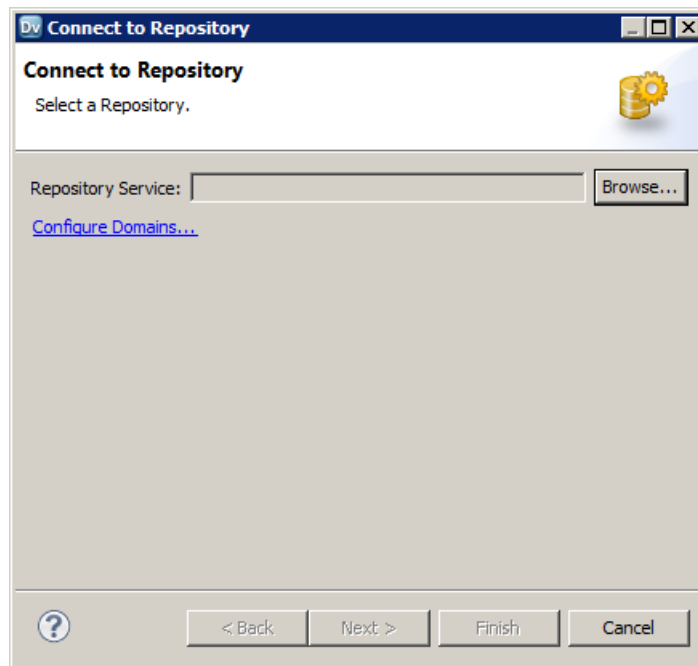 Dv Connect to Repository
Connect to Repository
Select a Repository.
Repository Service: Browse...
Configure Domains...
? < Back Next > Finish Cancel